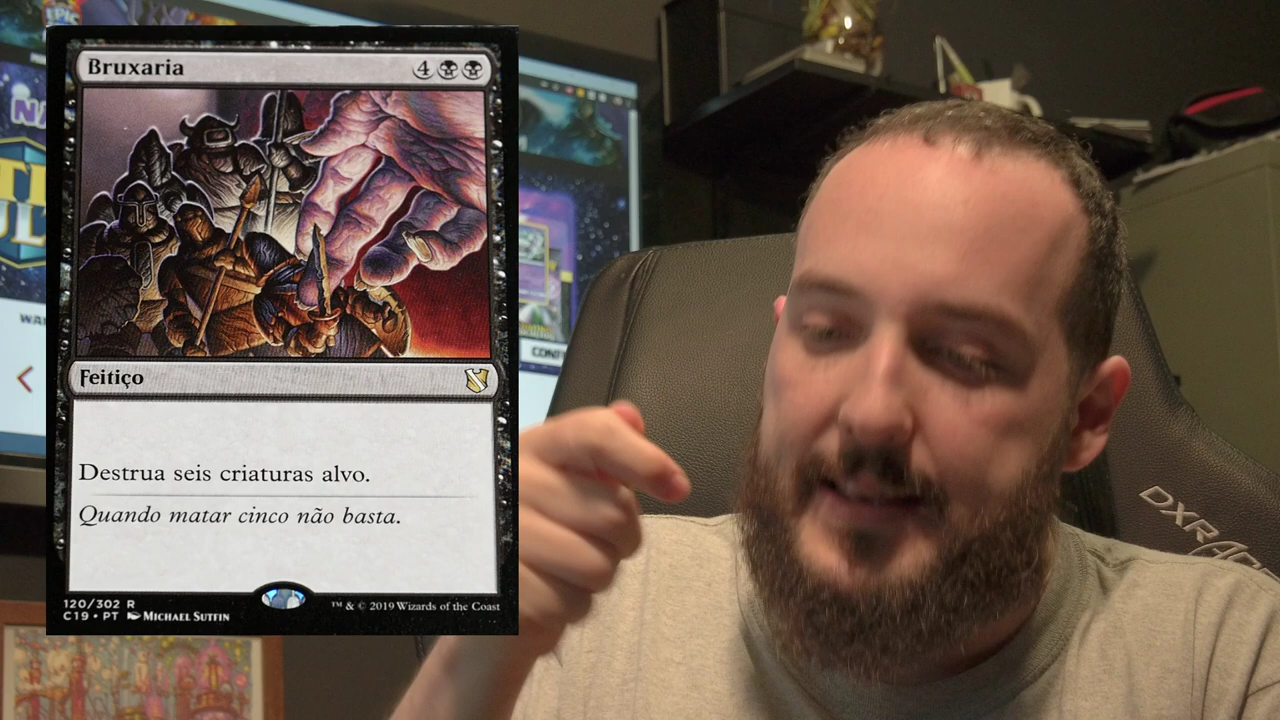 Bruxaria 4
Feitiço
Destrua seis criaturas alvo.
Quando matar cinco não basta.
120/302 R
C19 • PT MICHAEL SUTFIN
™ & © 2019 Wizards of the Coast